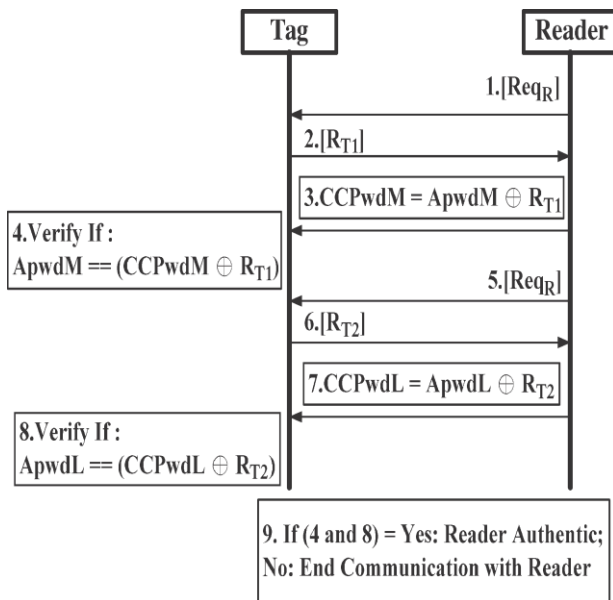 Tag
Reader
1.[ReqR]
2.[RT1]
3.CCPwdM = ApwdM ⊕ RT1
4.Verify If :
ApwdM == (CCPwdM ⊕ RT1)
5.[ReqR]
6.[RT2]
7.CCPwdL = ApwdL ⊕ RT2
8.Verify If :
ApwdL == (CCPwdL ⊕ RT2)
9. If (4 and 8) = Yes: Reader Authentic;
No: End Communication with Reader